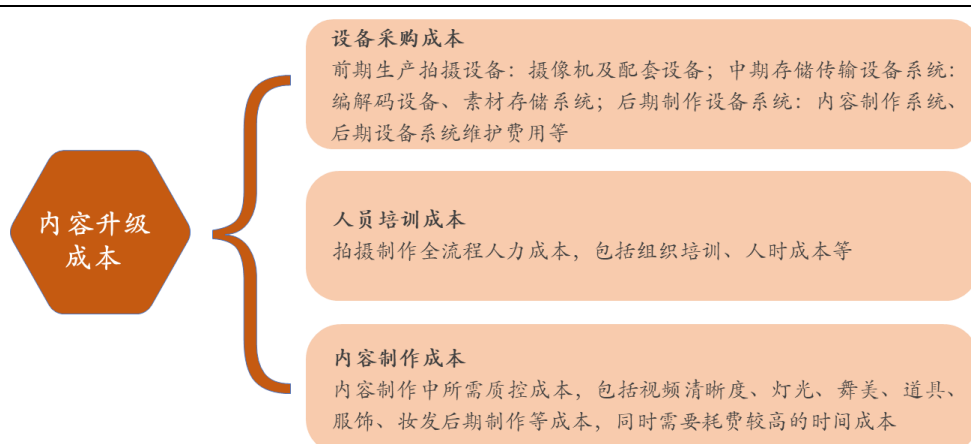 内容升级
成本
设备采购成本
前期生产拍摄设备：摄像机及配套设备；中期存储传输设备系统：
编解码设备、素材存储系统；后期制作设备系统：内容制作系统、
后期设备系统维护费用等
人员培训成本
拍摄制作全流程人力成本，包括组织培训、人时成本等
内容制作成本
内容制作中所需质控成本，包括视频清晰度、灯光、舞美、道具、
服饰、妆发后期制作等成本，同时需要耗费较高的时间成本